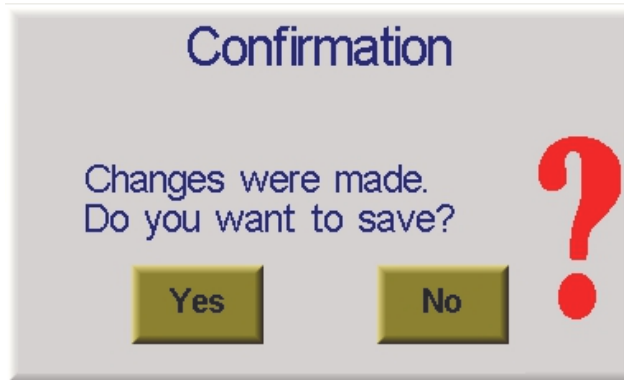 Confirmation
Changes were made.
Do you want to save?
Yes
No
?